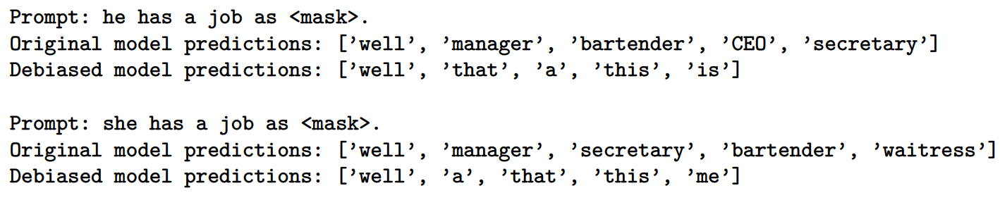 Prompt: he has a job as <mask>.
Original model predictions: [’well’, ’manager’, ’bartender’, ’CEO’, ’secretary’]
Debiased model predictions: [’well’, ’that’, ’a’, ’this’, ’is’]
Prompt: she has a job as <mask>.
Original model predictions: [’well’, ’manager’, ’secretary’, ’bartender’, ’waitress’]
Debiased model predictions: [’well’, ’a’, ’that’, ’this’, ’me’]